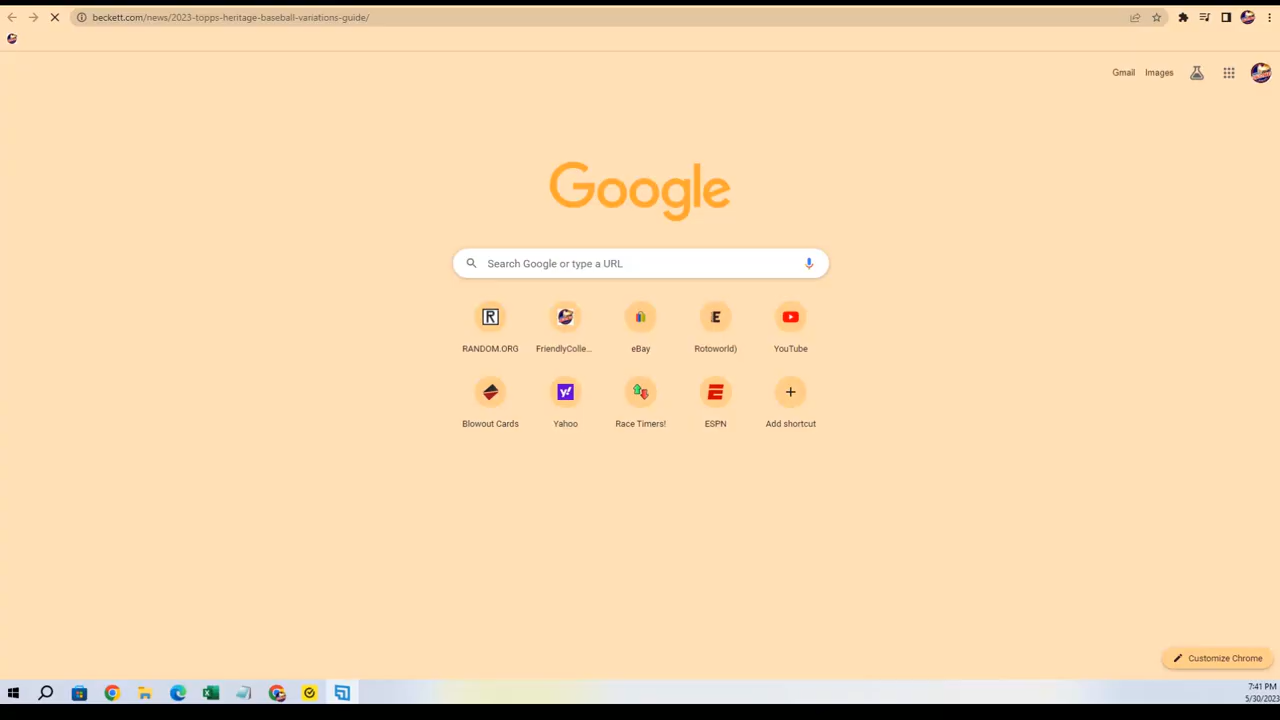 beckett.com/news/2023-topps-heritage-baseball-variations-guide/
Gmail Images
Google
Search Google or type a URL
R E
RANDOM.ORG FriendlyColle... eBay Rotoworld) YouTube
y!
Blowout Cards Yahoo Race Timers! ESPN Add shortcut
Customize Chrome
7:41 PM
5/30/2023